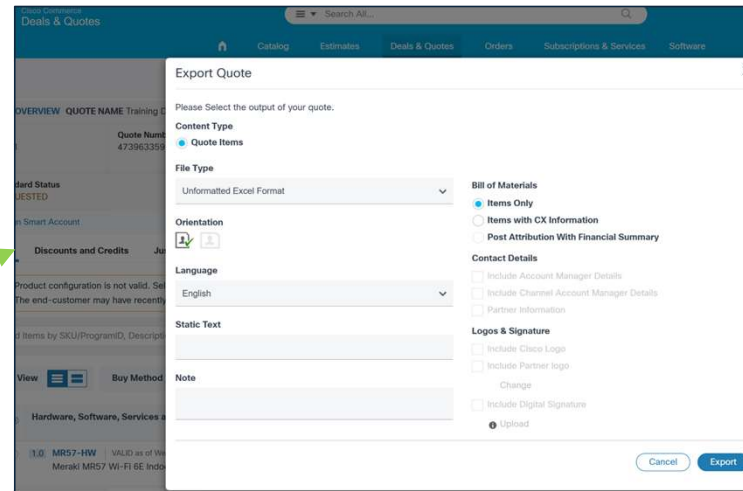 Cisco Commerce
Deals & Quotes
Search All...
Catalog Estimates Deals & Quotes Orders Subscriptions & Services Software
Export Quote
Please Select the output of your quote.
OVERVIEW QUOTE NAME Training
Content Type
Quote Items
Quote Numb
473963359
File Type
Unformatted Excel Format
dard Status
UESTED
Bill of Materials
Items Only
Items with CX Information
Post Attribution With Financial Summary
n Smart Account
Orientation
Discounts and Credits Ju
Contact Details
Include Account Manager Details
Include Channel Account Manager Details
Partner Information
Language
English
Product configuration is not valid. Sel
The end-customer may have recently
Static Text
d Items by SKU/ProgramID, Descripti
Logos & Signature
Include Cisco Logo
Include Partner logo
Change
Include Digital Signature
Upload
View Buy Method
Note
Hardware, Software, Services a
1.0 MR57-HW VALID as of We
Meraki MR57 Wi-Fi 6E Indo
Cancel Export